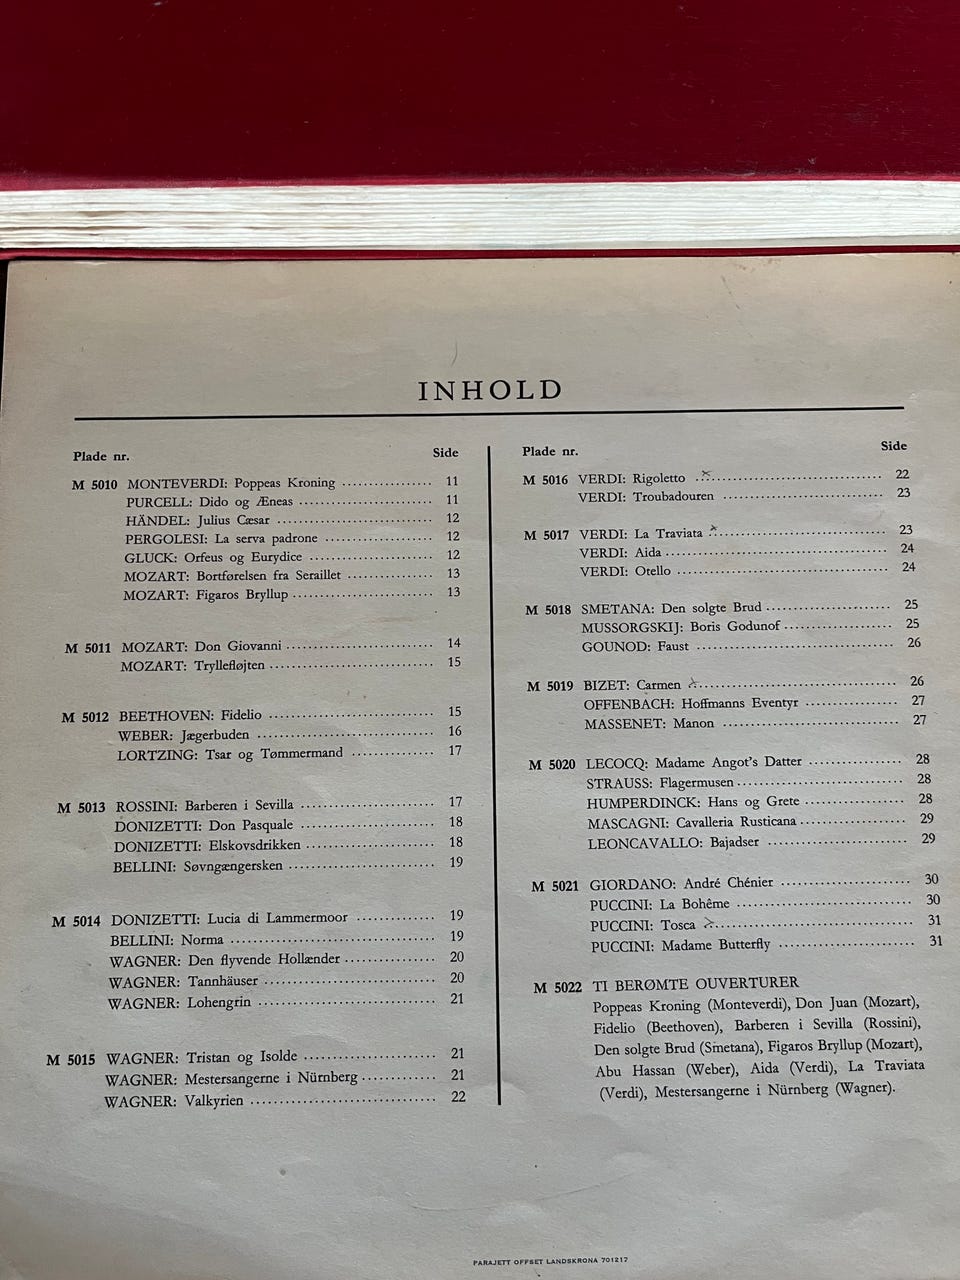 INHOLD
Plade nr. Side
M 5010 MONTEVERDI: Poppeas Kroning ................ 11
PURCELL: Dido og Æneas ........................ 11
HÄNDEL: Julius Cæsar ............................ 12
PERGOLESI: La serva padrone .................... 12
GLUCK: Orfeus og Eurydice ...................... 12
MOZART: Bortførelsen fra Seraillet ................ 13
MOZART: Figaros Bryllup ......................... 13
M 5011 MOZART: Don Giovanni .......................... 14
MOZART: Tryllefløjten ............................. 15
M 5012 BEETHOVEN: Fidelio ............................. 15
WEBER: Jægerbuden ............................... 16
LORTZING: Tsar og Tømmermand ............... 17
M 5013 ROSSINI: Barberen i Sevilla ........................ 17
DONIZETTI: Don Pasquale ........................ 18
DONIZETTI: Elskovsdrikken ....................... 18
BELLINI: Søvngængersken ......................... 19
M 5014 DONIZETTI: Lucia di Lammermoor .............. 19
BELLINI: Norma .................................... 19
WAGNER: Den flyvende Hollænder ................ 20
WAGNER: Tannhäuser .............................. 20
WAGNER: Lohengrin ............................... 21
M 5015 WAGNER: Tristan og Isolde ....................... 21
WAGNER: Mestersangerne i Nürnberg ............. 21
WAGNER: Valkyrien ................................ 22
Plade nr. Side
M 5016 VERDI: Rigoletto ................................. 22
VERDI: Troubadouren ............................. 23
M 5017 VERDI: La Traviata ............................... 23
VERDI: Aida ........................................ 24
VERDI: Otello ...................................... 24
M 5018 SMETANA: Den solgte Brud ...................... 25
MUSSORGSKIJ: Boris Godunof .................... 25
GOUNOD: Faust .................................... 26
M 5019 BIZET: Carmen .................................... 26
OFFENBACH: Hoffmanns Eventyr ................. 27
MASSENET: Manon ................................. 27
M 5020 LECOCQ: Madame Angot's Datter ................ 28
STRAUSS: Flagermusen ............................. 28
HUMPERDINCK: Hans og Grete .................. 28
MASCAGNI: Cavalleria Rusticana .................. 29
LEONCAVALLO: Bajadser ......................... 29
M 5021 GIORDANO: André Chénier ...................... 30
PUCCINI: La Bohême .............................. 30
PUCCINI: Tosca .................................... 31
PUCCINI: Madame Butterfly ....................... 31
M 5022 TI BERØMTE OUVERTURER
Poppeas Kroning (Monteverdi), Don Juan (Mozart),
Fidelio (Beethoven), Barberen i Sevilla (Rossini),
Den solgte Brud (Smetana), Figaros Bryllup (Mozart),
Abu Hassan (Weber), Aida (Verdi), La Traviata
(Verdi), Mestersangerne i Nürnberg (Wagner).
PARAJETT OFFSET LANDSKRONA 701217